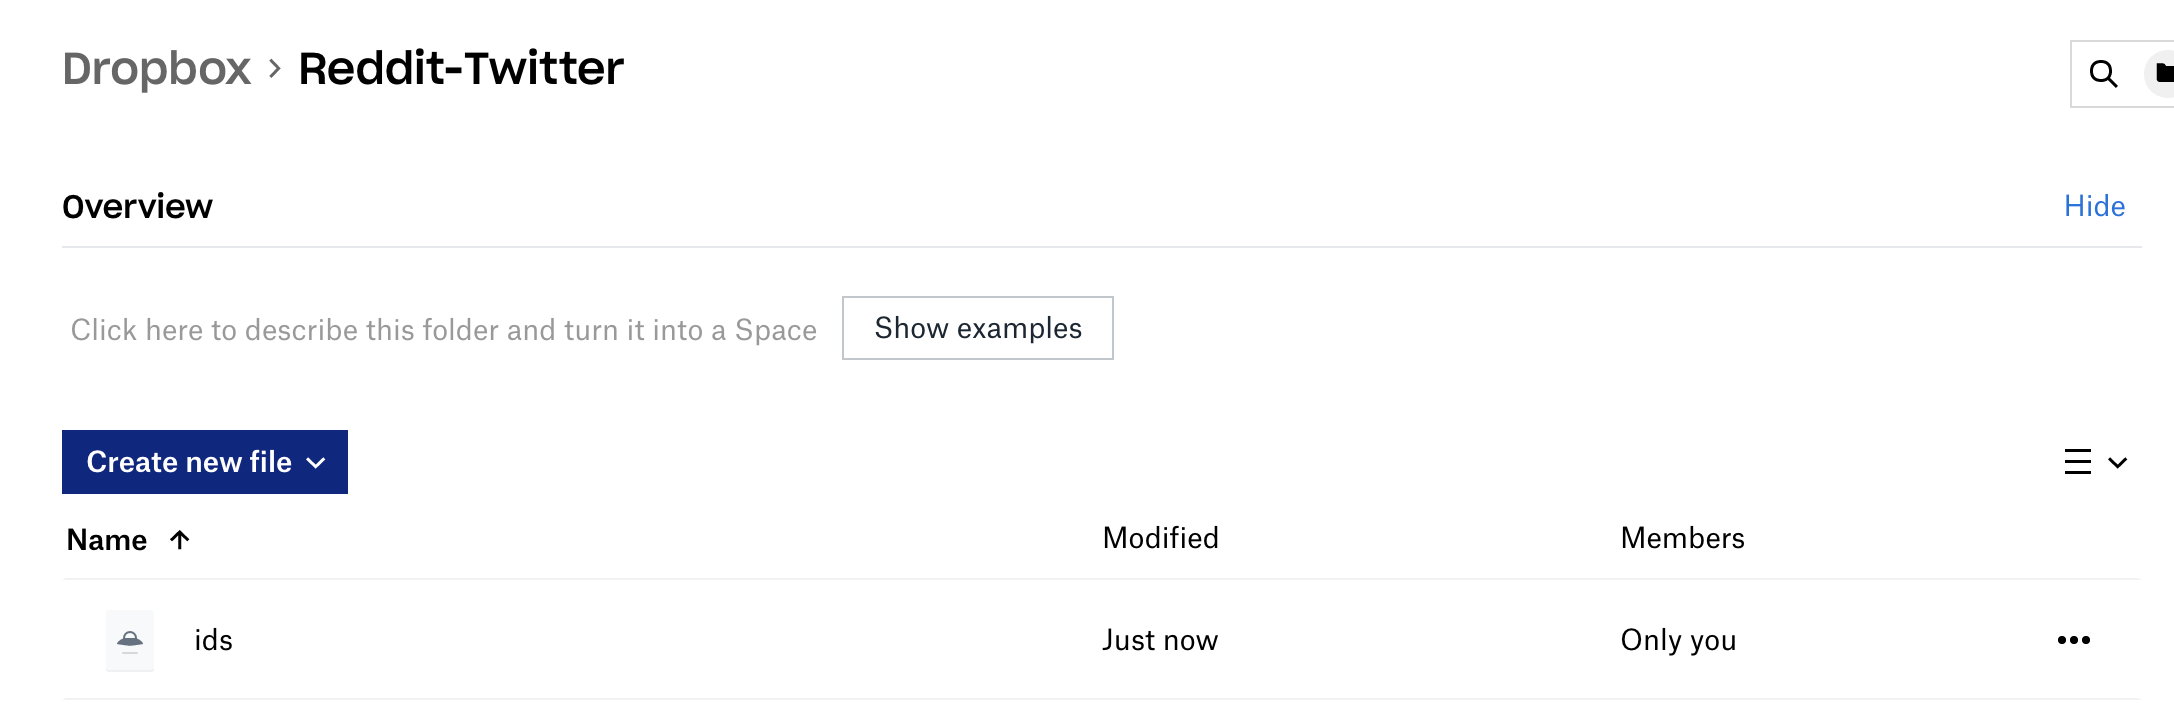 Dropbox > Reddit-Twitter
Overview
Hide
Click here to describe this folder and turn it into a Space
Show examples
Create new file
Name ↑
Modified
Members
ids
Just now
Only you